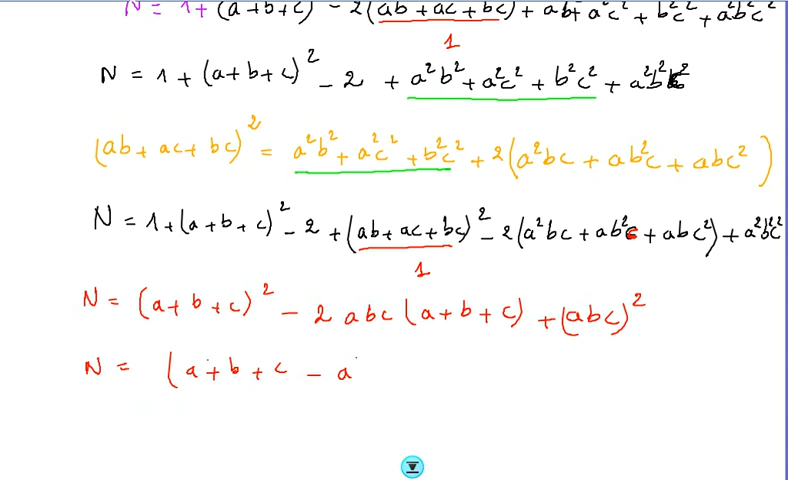 N = 1 + (a + b + c)² - 2(ab + ac + bc) + a²b² + a²c² + b²c² + a²b²c²
1
N = 1 + (a + b + c)² - 2 + a²b² + a²c² + b²c² + a²b²c²
(ab + ac + bc)² = a²b² + a²c² + b²c² + 2(a²bc + ab²c + abc²)
N = 1 + (a + b + c)² - 2 + (ab + ac + bc)² - 2(a²bc + ab²c + abc²) + a²b²c²
1
N = (a + b + c)² - 2abc(a + b + c) + (abc)²
N = (a + b + c - a